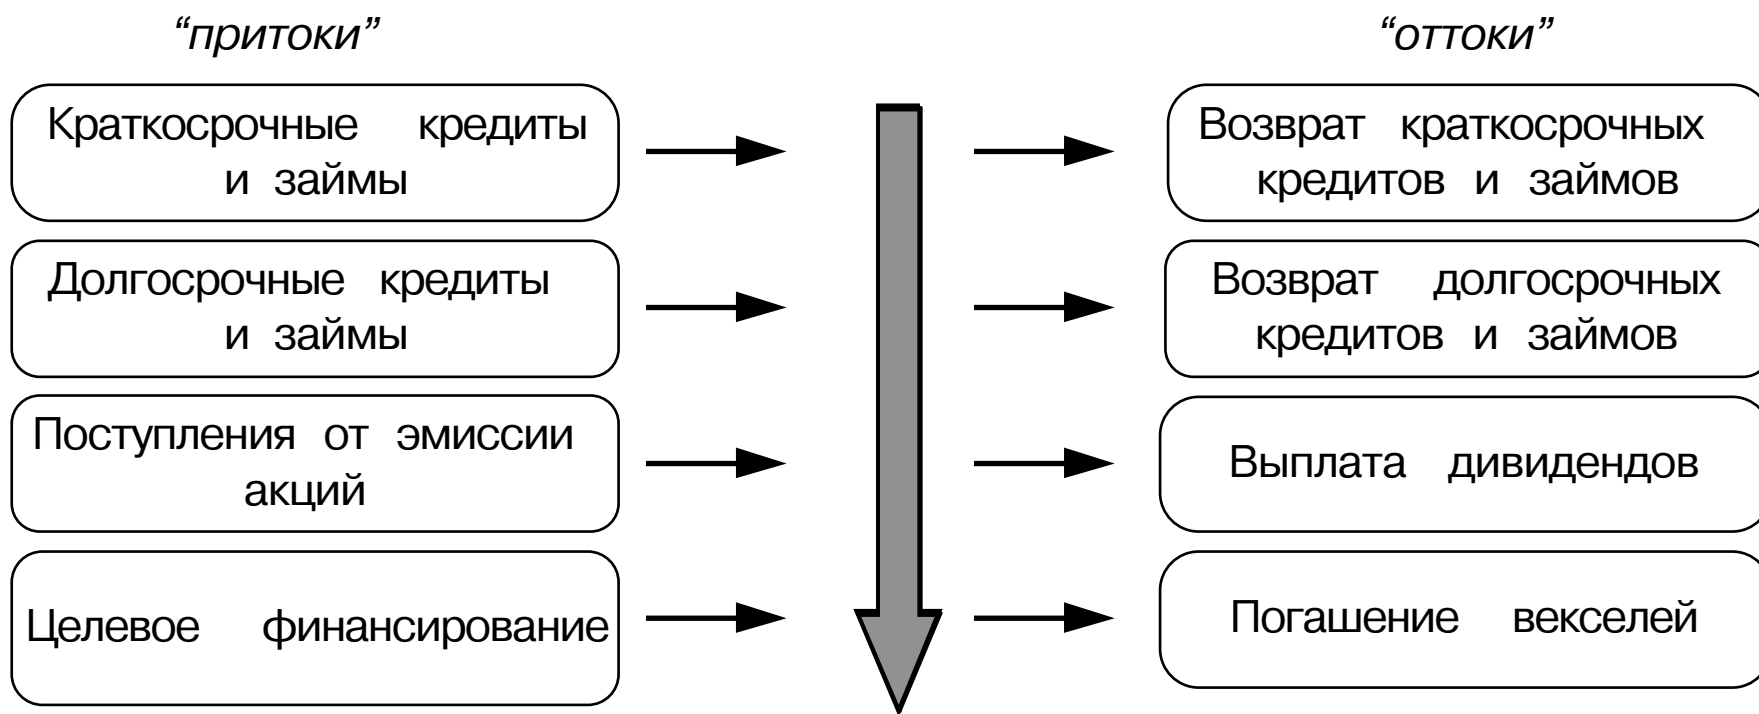 “притоки”
“оттоки”
Краткосрочные кредиты
и займы
Возврат краткосрочных
кредитов и займов
Долгосрочные кредиты
и займы
Возврат долгосрочных
кредитов и займов
Поступления от эмиссии
акций
Выплата дивидендов
Целевое финансирование
Погашение векселей